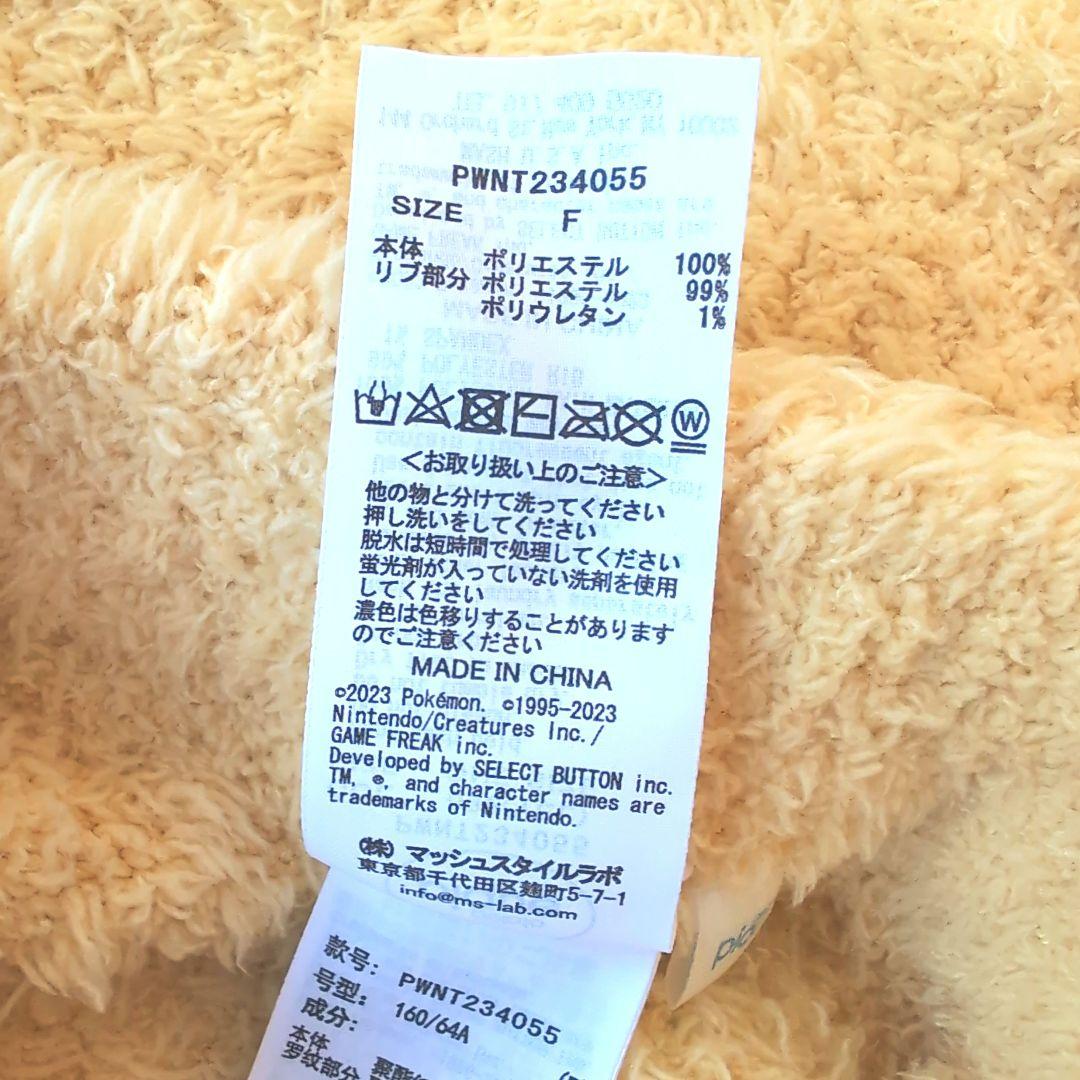 PWNT234055
SIZE F
本体 ポリエステル 100%
リブ部分 ポリエステル 99%
ポリウレタン 1%
W
<お取り扱い上のご注意>
他の物と分けて洗ってください
押し洗いをしてください
脱水は短時間で処理してください
蛍光剤が入っていない洗剤を使用
してください
濃色は色移りすることがあります
のでご注意ください
MADE IN CHINA
©2023 Pokémon. ©1995-2023
Nintendo/Creatures Inc./
GAME FREAK inc.
Developed by SELECT BUTTON inc.
TM, ®, and character names are
trademarks of Nintendo.
(株) マッシュスタイルラボ
東京都千代田区麹町5-7-1
info@ms-lab.com
款号: PWNT234055
号型: 160/64A
成分:
本体
罗纹部分